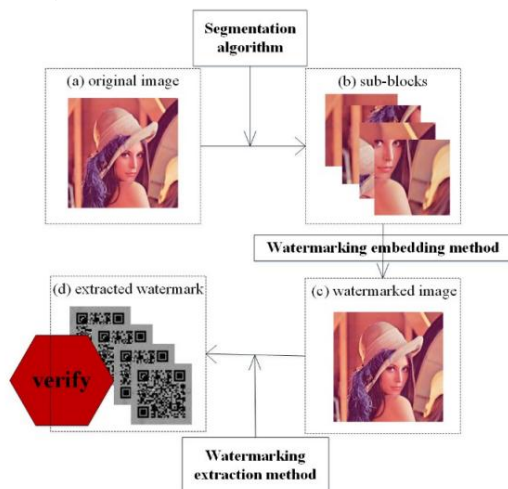 Segmentation
algorithm
(a) original image
(b) sub-blocks
Watermarking embedding method
(d) extracted watermark
(c) watermarked image
verify
Watermarking
extraction method